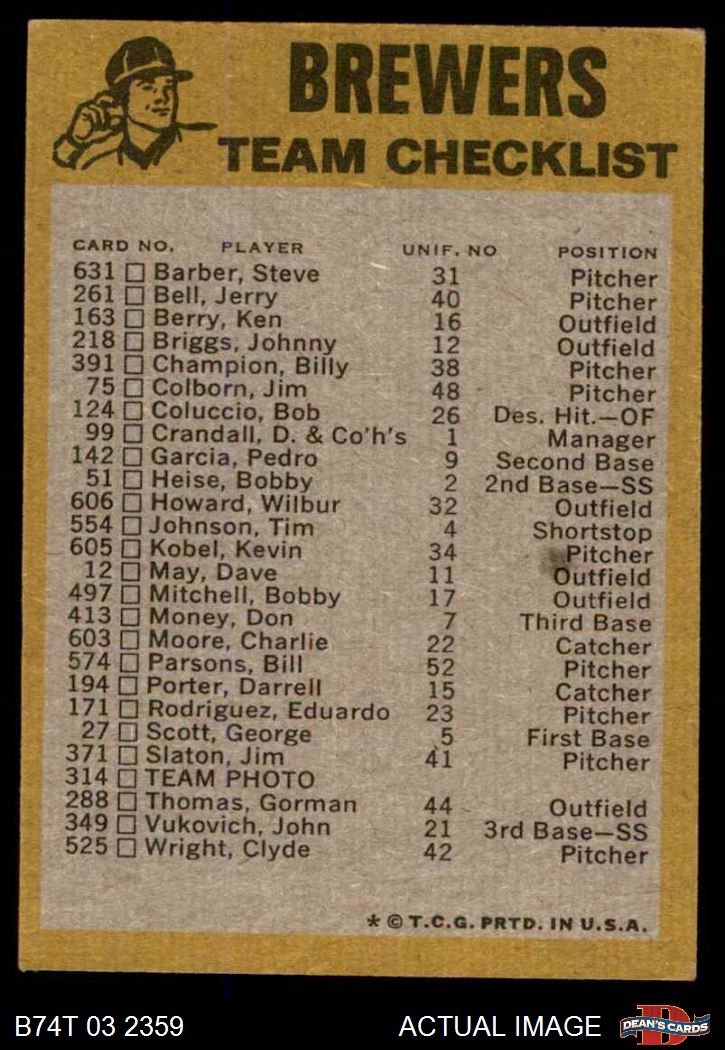 BREWERS
TEAM CHECKLIST
CARD NO. PLAYER UNIF. NO POSITION
631 Barber, Steve 31 Pitcher
261 Bell, Jerry 40 Pitcher
163 Berry, Ken 16 Outfield
218 Briggs, Johnny 12 Outfield
391 Champion, Billy 38 Pitcher
75 Colborn, Jim 48 Pitcher
124 Coluccio, Bob 26 Des. Hit.—OF
99 Crandall, D. & Co'h's 1 Manager
142 Garcia, Pedro 9 Second Base
51 Heise, Bobby 2 2nd Base—SS
606 Howard, Wilbur 32 Outfield
554 Johnson, Tim 4 Shortstop
605 Kobel, Kevin 34 Pitcher
12 May, Dave 11 Outfield
497 Mitchell, Bobby 17 Outfield
413 Money, Don 7 Third Base
603 Moore, Charlie 22 Catcher
574 Parsons, Bill 52 Pitcher
194 Porter, Darrell 15 Catcher
171 Rodriguez, Eduardo 23 Pitcher
27 Scott, George 5 First Base
371 Slaton, Jim 41 Pitcher
314 TEAM PHOTO
288 Thomas, Gorman 44 Outfield
349 Vukovich, John 21 3rd Base—SS
525 Wright, Clyde 42 Pitcher
* © T.C.G. PRTD. IN U.S.A.
B74T 03 2359 ACTUAL IMAGE DEAN'S CARDS